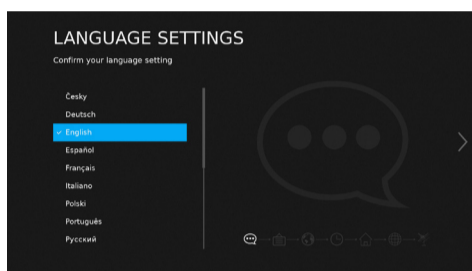 LANGUAGE SETTINGS
Confirm your language setting
Česky
Deutsch
English
Español
Français
Italiano
Polski
Português
Русский